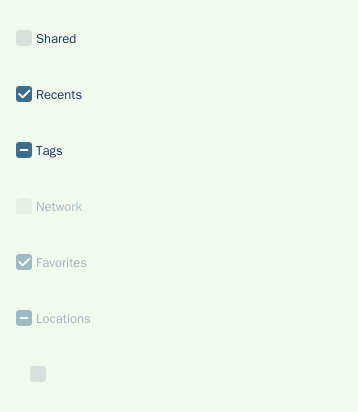 Shared
Recents
Tags
Network
Favorites
Locations